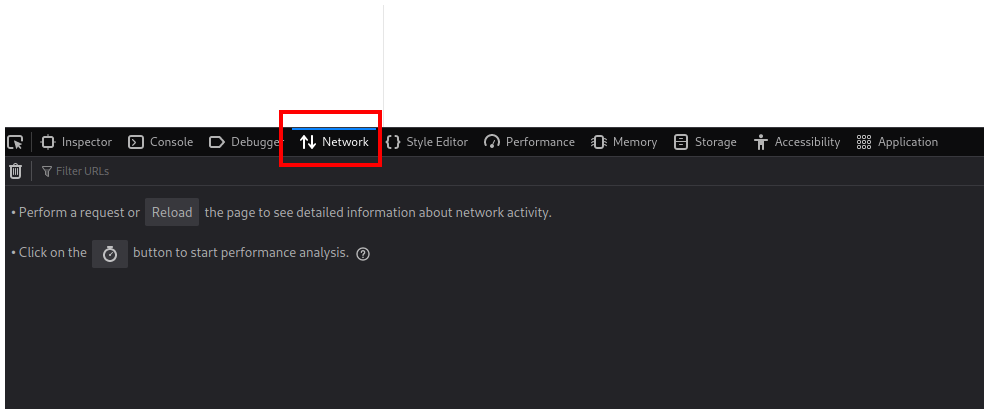 Inspector Console Debugger Network Style Editor Performance Memory Storage Accessibility Application
Filter URLs
• Perform a request or Reload the page to see detailed information about network activity.
• Click on the button to start performance analysis. ?